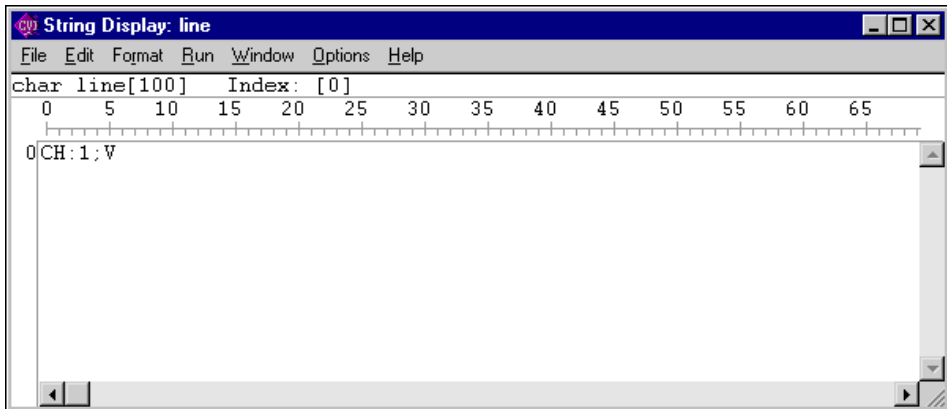 cvi String Display: line
File Edit Format Run Window Options Help
char line[100] Index: [0]
0 5 10 15 20 25 30 35 40 45 50 55 60 65
0 CH:1;V